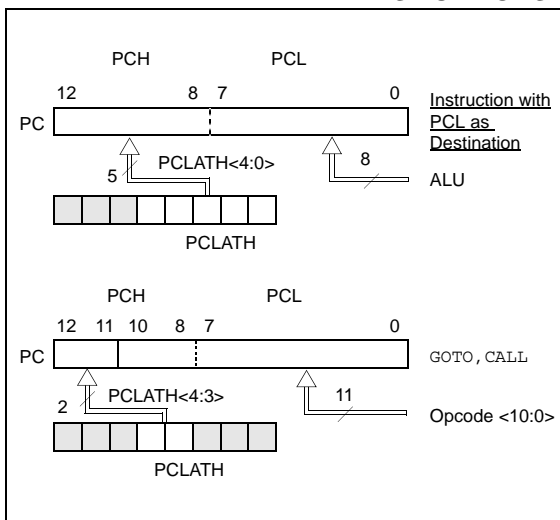 PCH PCL
12 8 7 0
Instruction with
PCL as
Destination
PC
5 PCLATH<4:0> 8
ALU
PCLATH
PCH PCL
12 11 10 8 7 0
PC GOTO, CALL
2 PCLATH<4:3> 11
Opcode <10:0>
PCLATH